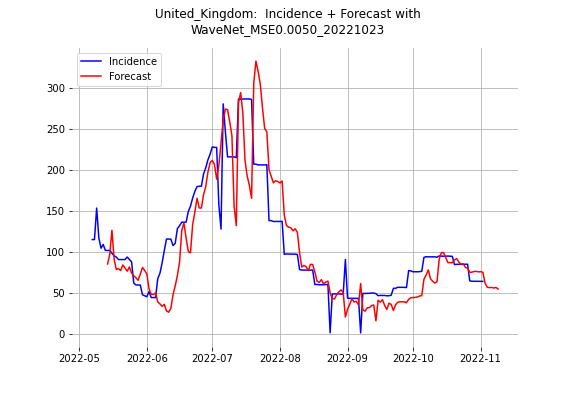 United_Kingdom:  Incidence + Forecast with
WaveNet_MSE0.0050_20221023
Incidence
Forecast
300
250
200
150
100
50
0
2022-05 2022-06 2022-07 2022-08 2022-09 2022-10 2022-11